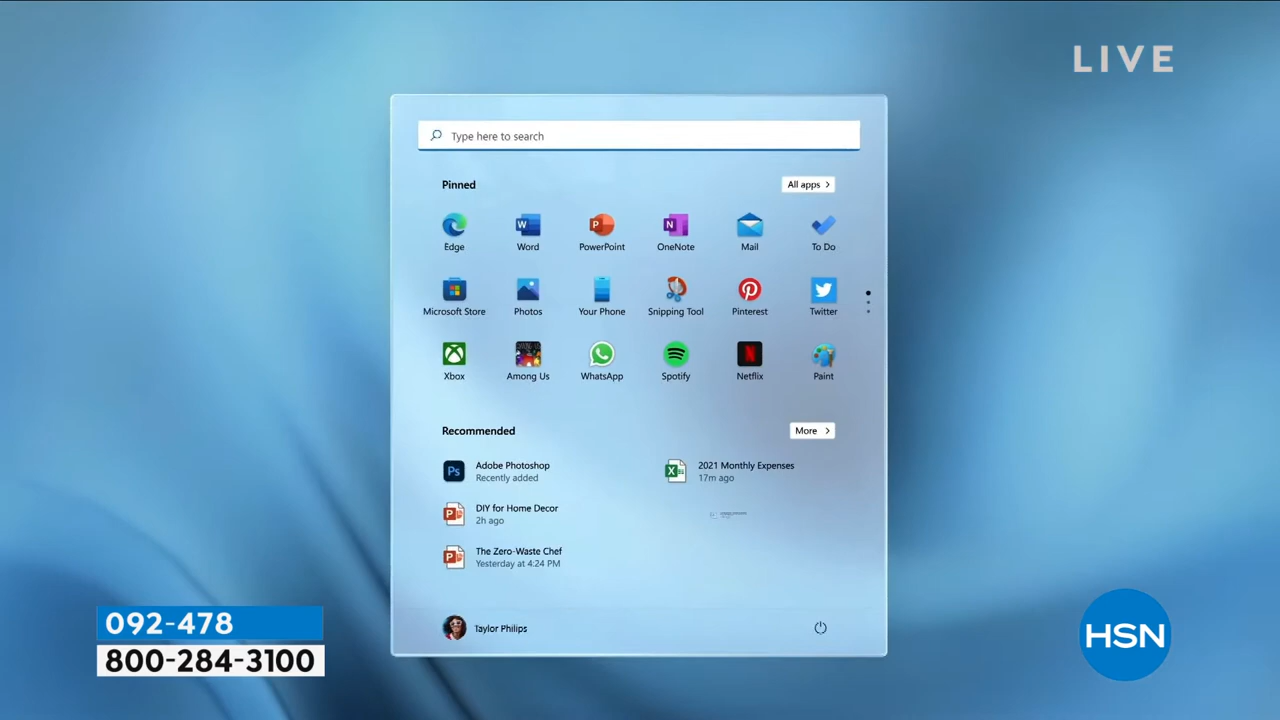 LIVE
Type here to search
Pinned
All apps
Edge
Word
PowerPoint
OneNote
Mail
To Do
Microsoft Store
Photos
Your Phone
Snipping Tool
Pinterest
Twitter
Xbox
Among Us
WhatsApp
Spotify
Netflix
Paint
Recommended
More
Ps
Adobe Photoshop
Recently added
2021 Monthly Expenses
17m ago
DIY for Home Decor
2h ago
The Zero-Waste Chef
Yesterday at 4:24 PM
Taylor Philips
092-478
800-284-3100
HSN